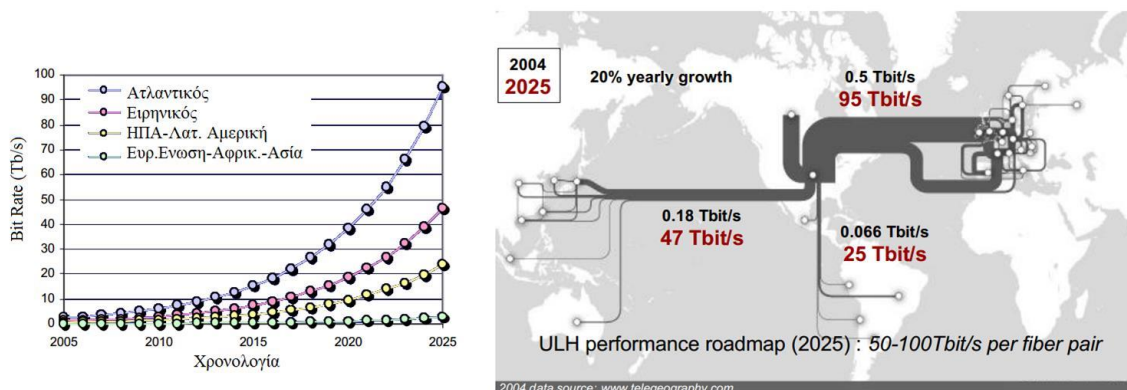 100
90
80
70
60
50
40
30
20
10
0
Bit Rate (Tb/s)
Ατλαντικός
Ειρηνικός
ΗΠΑ-Λατ. Αμερική
Ευρ.Ενωση-Αφρικ.-Ασία
2005
2010
2015
2020
2025
Χρονολογία
2004
2025
20% yearly growth
0.5 Tbit/s
95 Tbit/s
0.18 Tbit/s
47 Tbit/s
0.066 Tbit/s
25 Tbit/s
ULH performance roadmap (2025) : 50-100Tbit/s per fiber pair
2004 data source: www.telegeography.com